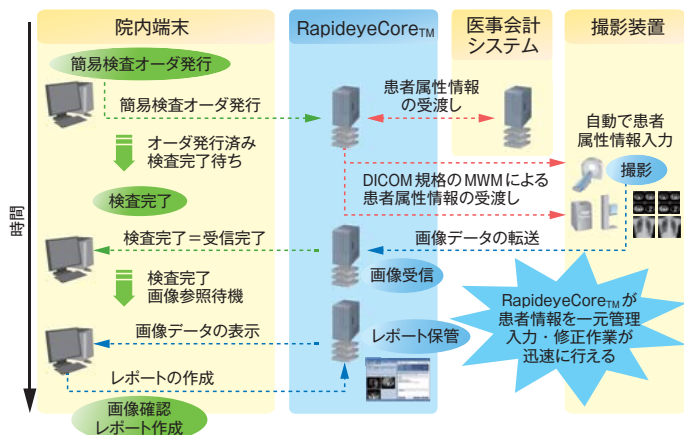 院内端末
RapideyeCoreTM
医事会計
システム
撮影装置
簡易検査オーダ発行
簡易検査オーダ発行
患者属性情報
の受渡し
オーダ発行済み
検査完了待ち
自動で患者
属性情報入力
撮影
DICOM規格のMWMによる
患者属性情報の受渡し
検査完了
時間
検査完了＝受信完了
画像データの転送
画像受信
検査完了
画像参照待機
RapideyeCoreTMが
患者情報を一元管理
入力・修正作業が
迅速に行える
画像データの表示
レポート保管
レポートの作成
画像確認
レポート作成